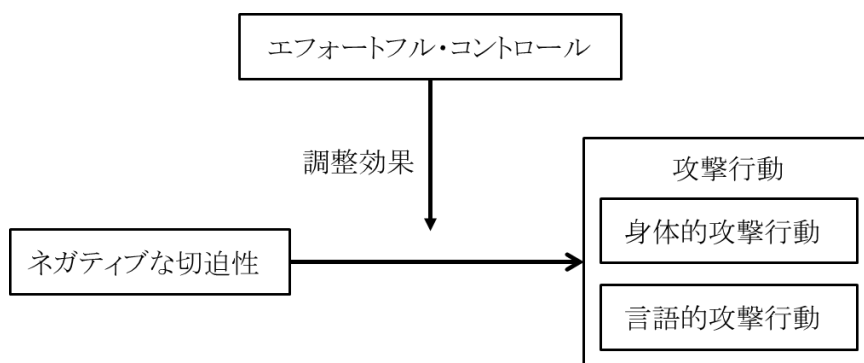 エフォートフル・コントロール
調整効果
攻撃行動
身体的攻撃行動
ネガティブな切迫性
言語的攻撃行動